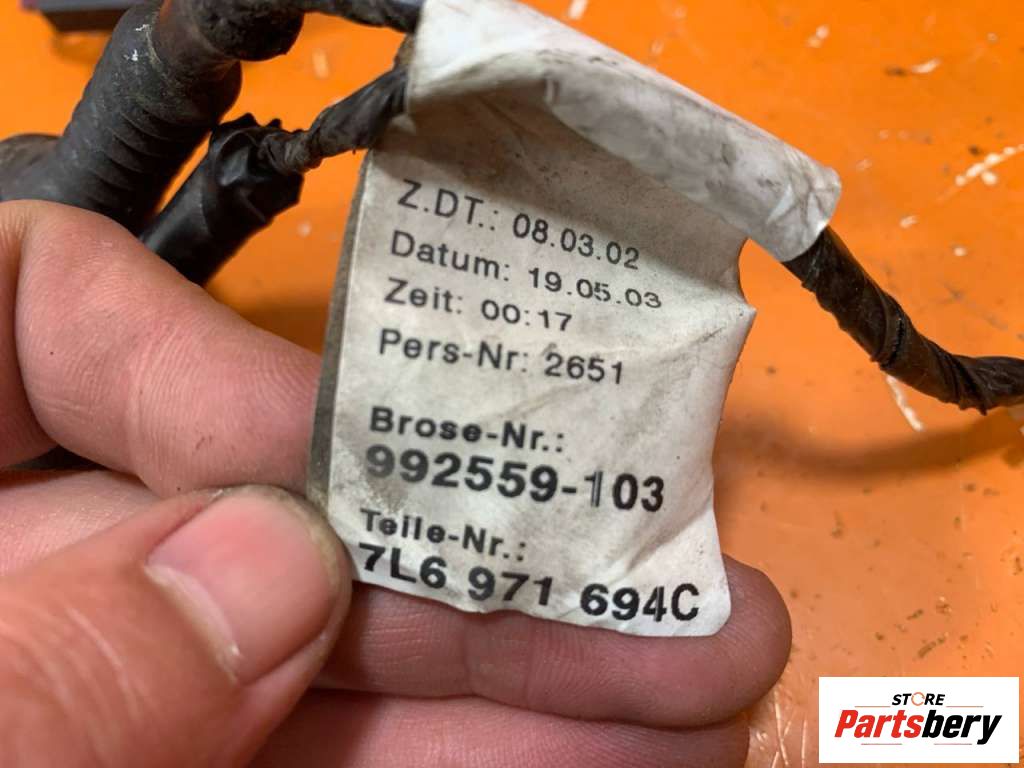 Z.DT.: 08.03.02
Datum: 19.05.03
Zeit: 00:17
Pers-Nr: 2651
Brose-Nr.:
992559-103
Teile-Nr.:
7L6 971 694C
STORE
Partsbery